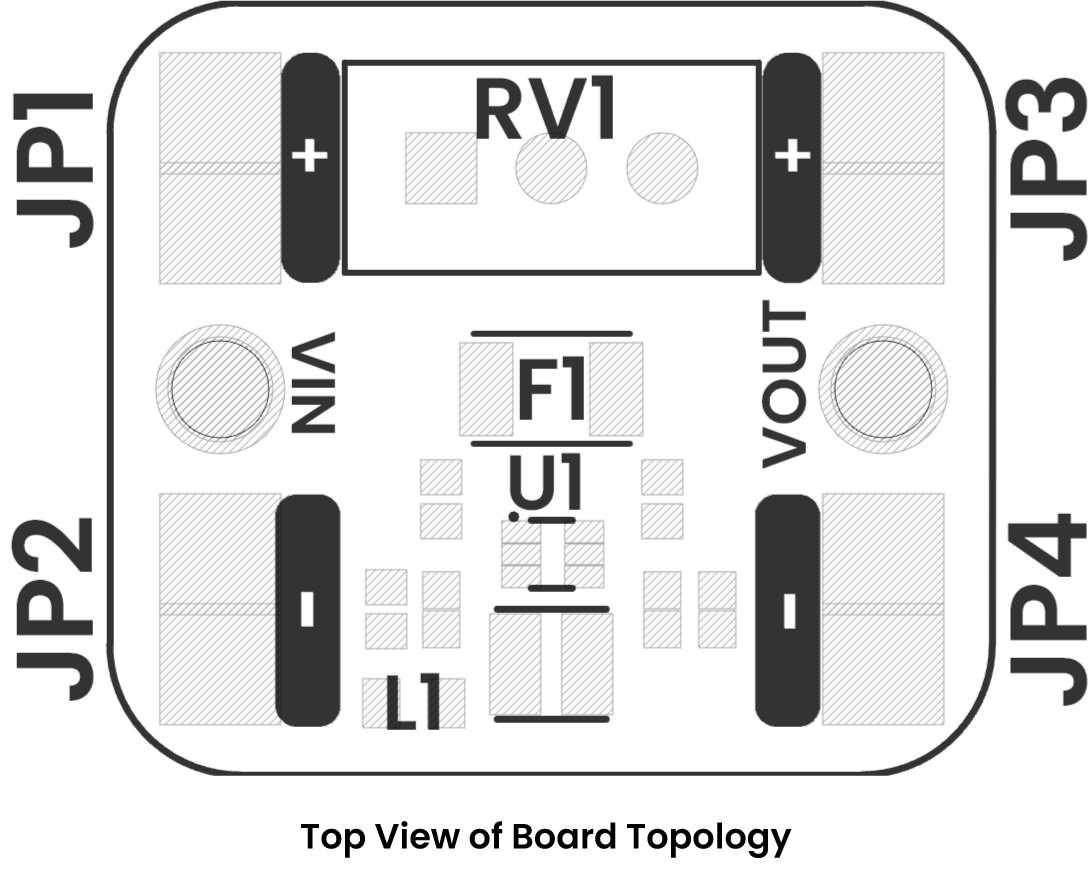 JP1
RV1
JP3
+
+
VIN
F1
VOUT
U1
JP2
-
-
JP4
L1
Top View of Board Topology